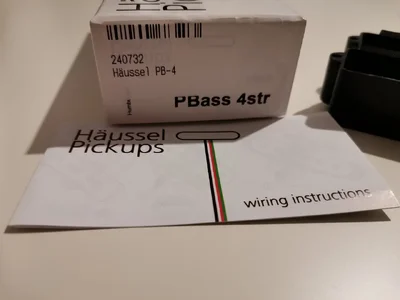 240732
Häussel PB-4
PBass 4str
Häussel
Pickups
wiring instructions